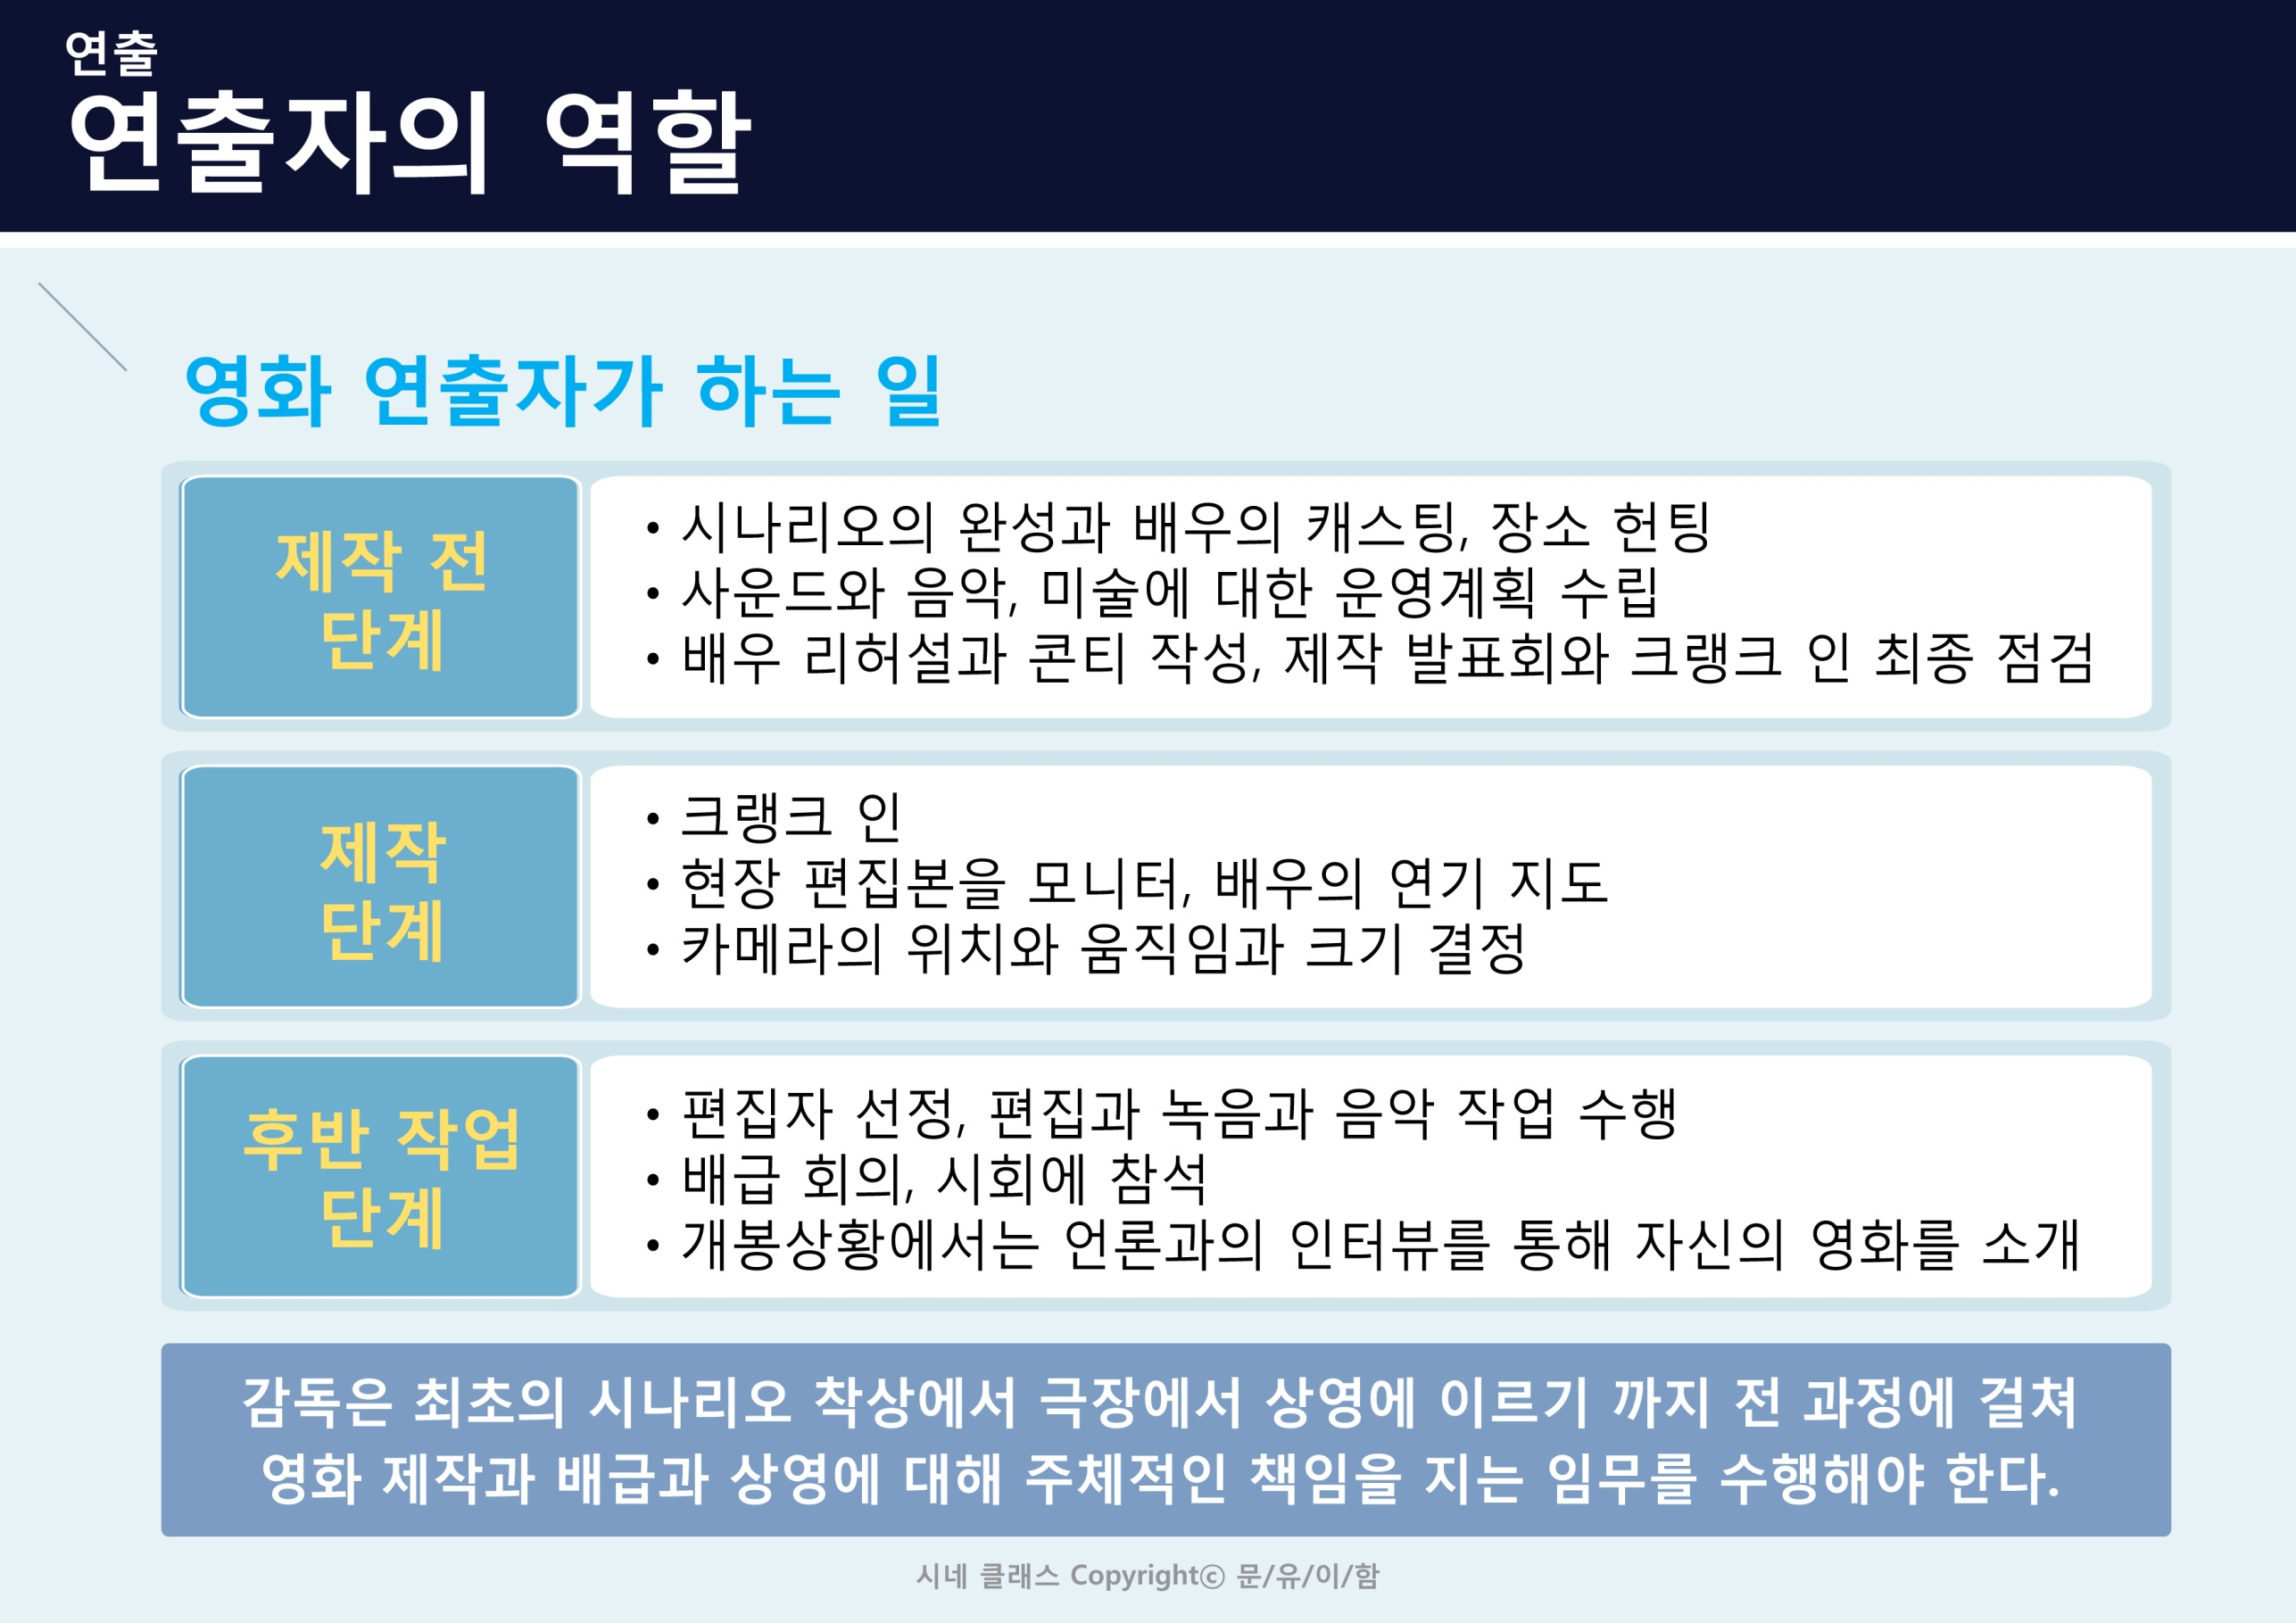 연출
연출자의 역할
영화 연출자가 하는 일
제작 전
단계
• 시나리오의 완성과 배우의 캐스팅, 장소 헌팅
• 사운드와 음악, 미술에 대한 운영계획 수립
• 배우 리허설과 콘티 작성, 제작 발표회와 크랭크 인 최종 점검
제작
단계
• 크랭크 인
• 현장 편집본을 모니터, 배우의 연기 지도
• 카메라의 위치와 움직임과 크기 결정
후반 작업
단계
• 편집자 선정, 편집과 녹음과 음악 작업 수행
• 배급 회의, 시회에 참석
• 개봉상황에서는 언론과의 인터뷰를 통해 자신의 영화를 소개
감독은 최초의 시나리오 착상에서 극장에서 상영에 이르기 까지 전 과정에 걸쳐
영화 제작과 배급과 상영에 대해 주체적인 책임을 지는 임무를 수행해야 한다.
시네 클래스 Copyrightⓒ 문/유/이/함